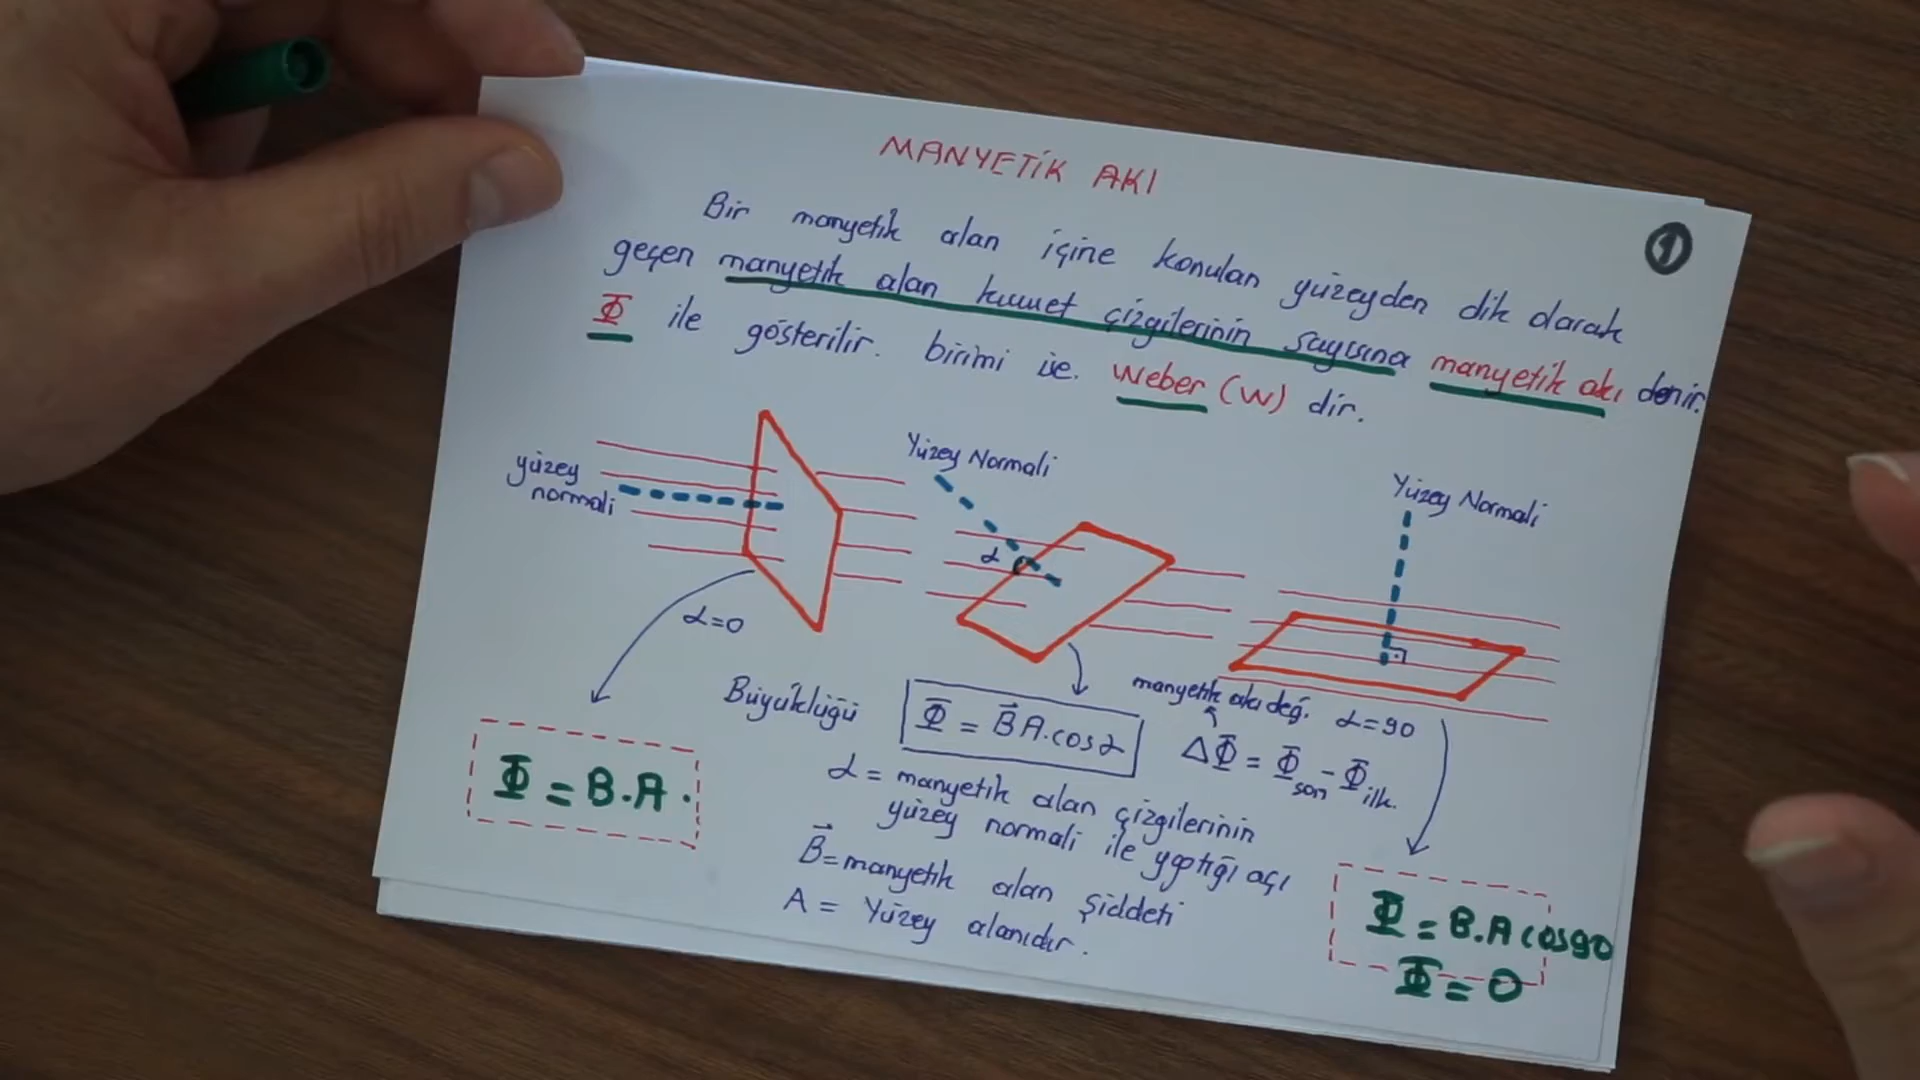 MANYETİK AKI
1
Bir manyetik alan içine konulan yüzeyden dik olarak
geçen manyetik alan kuvvet çizgilerinin sayısına manyetik akı denir.
Φ ile gösterilir. birimi ise. Weber (W) dir.
yüzey
normali
Yüzey Normali
Yüzey Normali
α
α=0
Büyüklüğü
Φ = B⃗A.cosα
manyetik akı değ.
α=90
ΔΦ = Φson - Φilk.
Φ = B.A.
α = manyetik alan çizgilerinin
yüzey normali ile yaptığı açı
B⃗=manyetik alan şiddeti
A = Yüzey alanıdır.
Φ = B.A cos90
Φ = 0